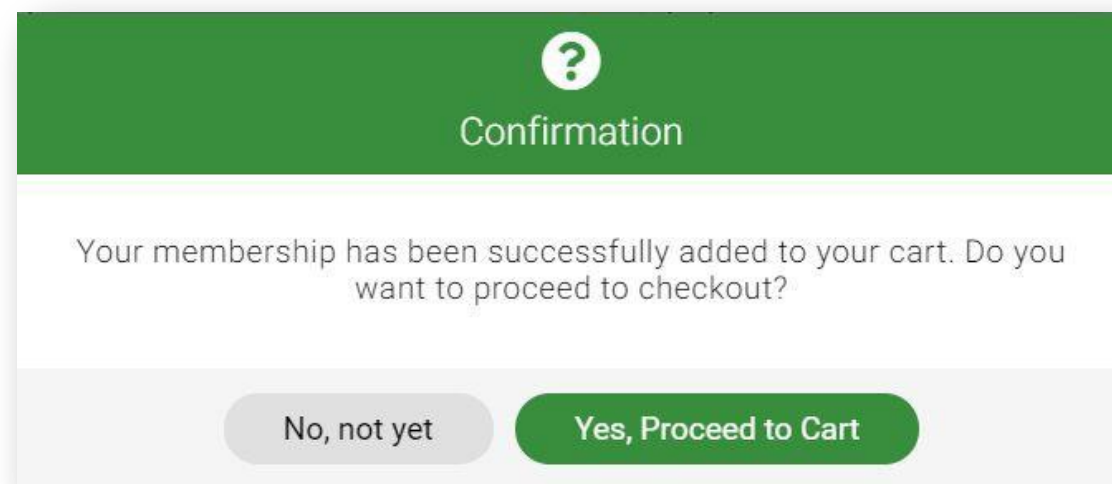 Confirmation
Your membership has been successfully added to your cart. Do you
want to proceed to checkout?
No, not yet
Yes, Proceed to Cart